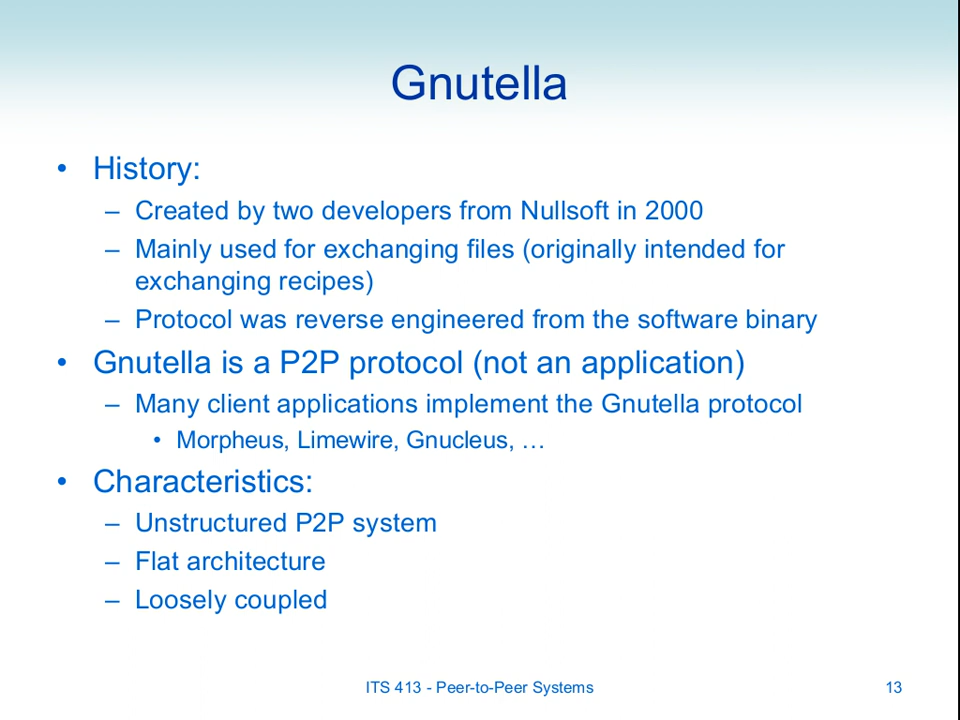 Gnutella
• History:
– Created by two developers from Nullsoft in 2000
– Mainly used for exchanging files (originally intended for
exchanging recipes)
– Protocol was reverse engineered from the software binary
• Gnutella is a P2P protocol (not an application)
– Many client applications implement the Gnutella protocol
• Morpheus, Limewire, Gnucleus, …
• Characteristics:
– Unstructured P2P system
– Flat architecture
– Loosely coupled
ITS 413 - Peer-to-Peer Systems 13